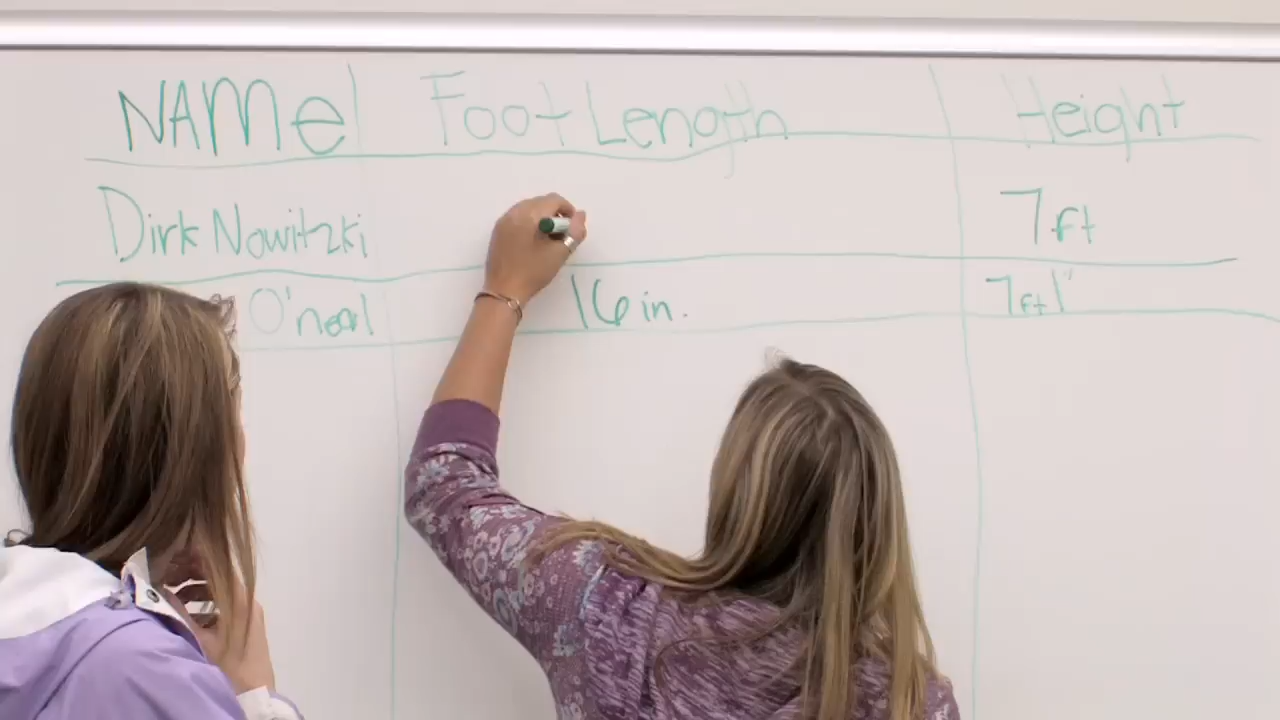 NAMe Foot Length Height
Dirk Nowitzki 7ft
O'neal 16 in. 7ft 1"